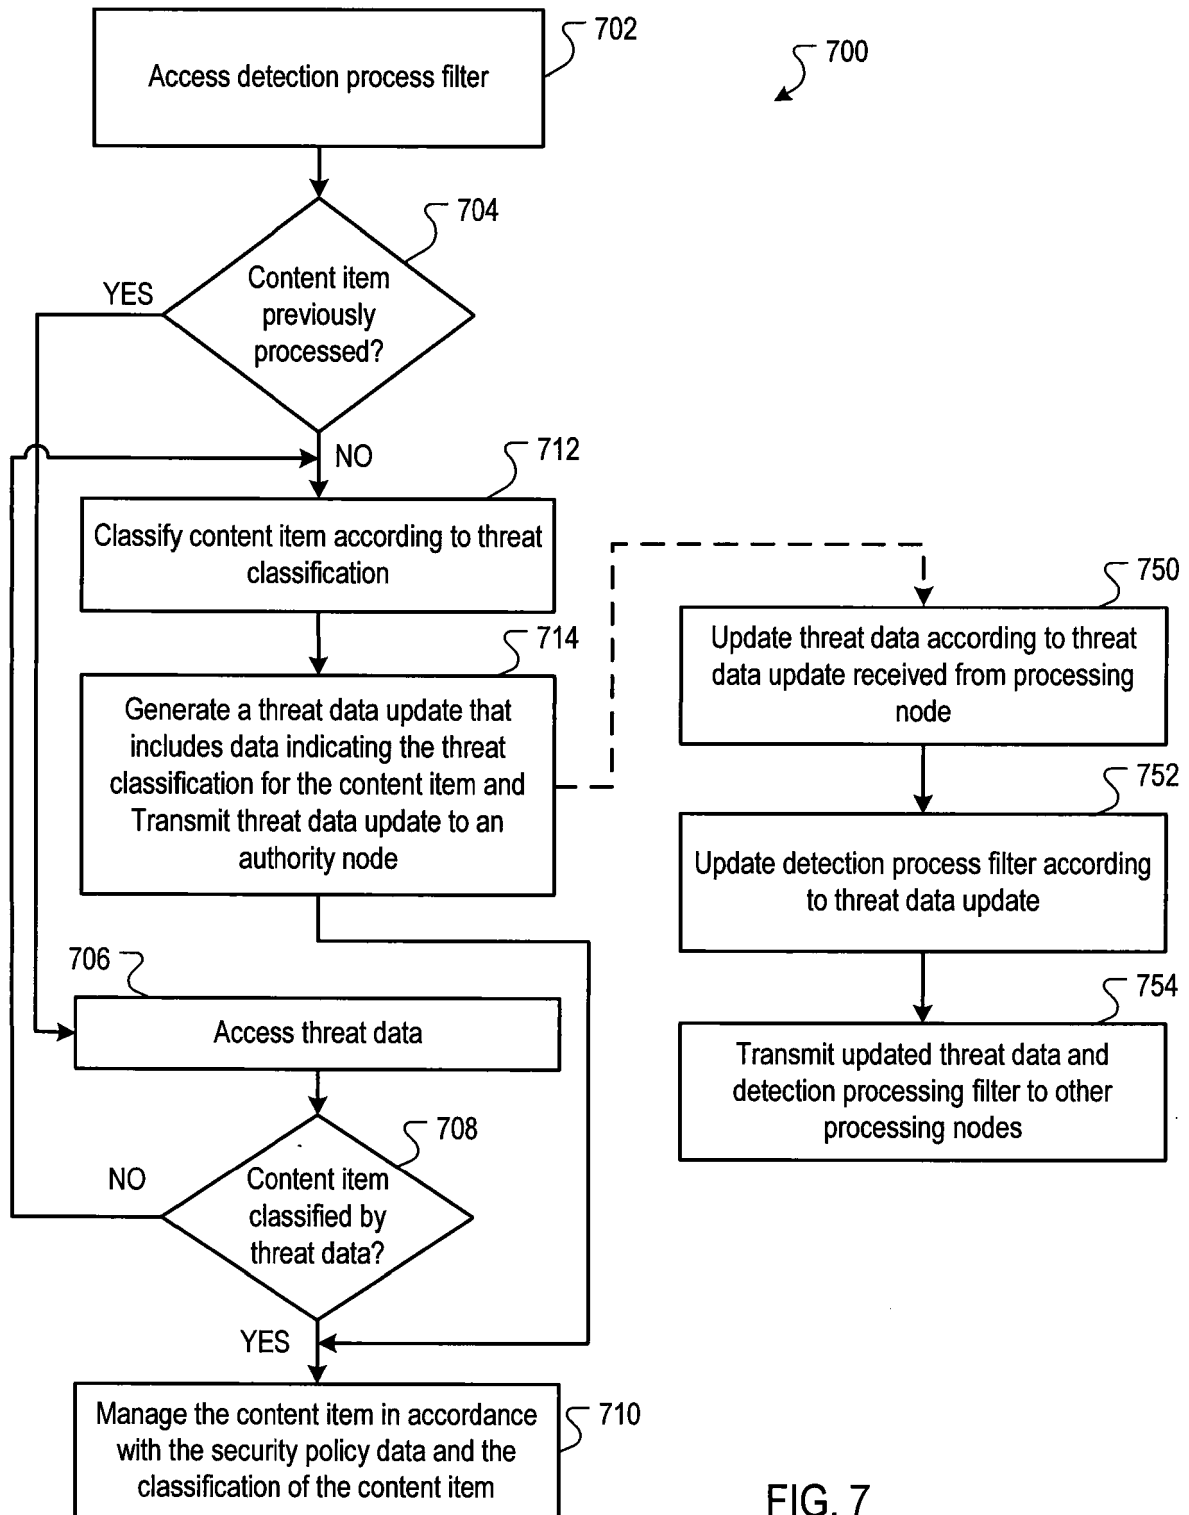 702
Access detection process filter
700
704
Content item
previously
processed?
YES
NO
712
Classify content item according to threat
classification
714
Generate a threat data update that
includes data indicating the threat
classification for the content item and
Transmit threat data update to an
authority node
750
Update threat data according to threat
data update received from processing
node
752
Update detection process filter according
to threat data update
754
Transmit updated threat data and
detection processing filter to other
processing nodes
706
Access threat data
708
Content item
classified by
threat data?
NO
YES
710
Manage the content item in accordance
with the security policy data and the
classification of the content item
FIG. 7